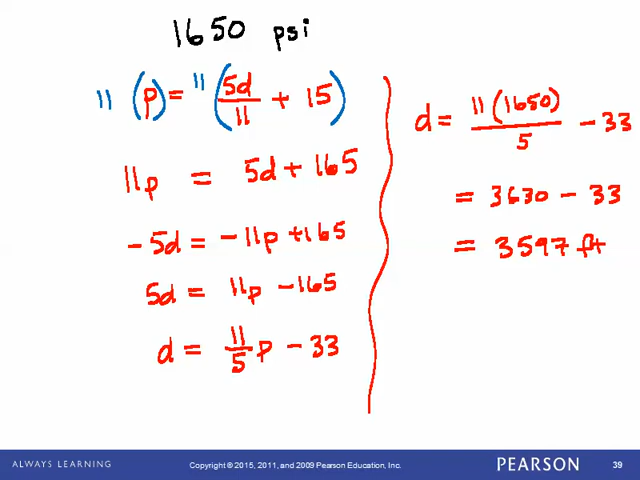 1650 psi
11 (p) = 11 (5d/11 + 15)
11p = 5d + 165
-5d = -11p +165
5d = 11p -165
d = 11/5 p - 33
d = 11(1650)/5 - 33
= 3630 - 33
= 3597 ft
ALWAYS LEARNING
Copyright © 2015, 2011, and 2009 Pearson Education, Inc.
PEARSON
39